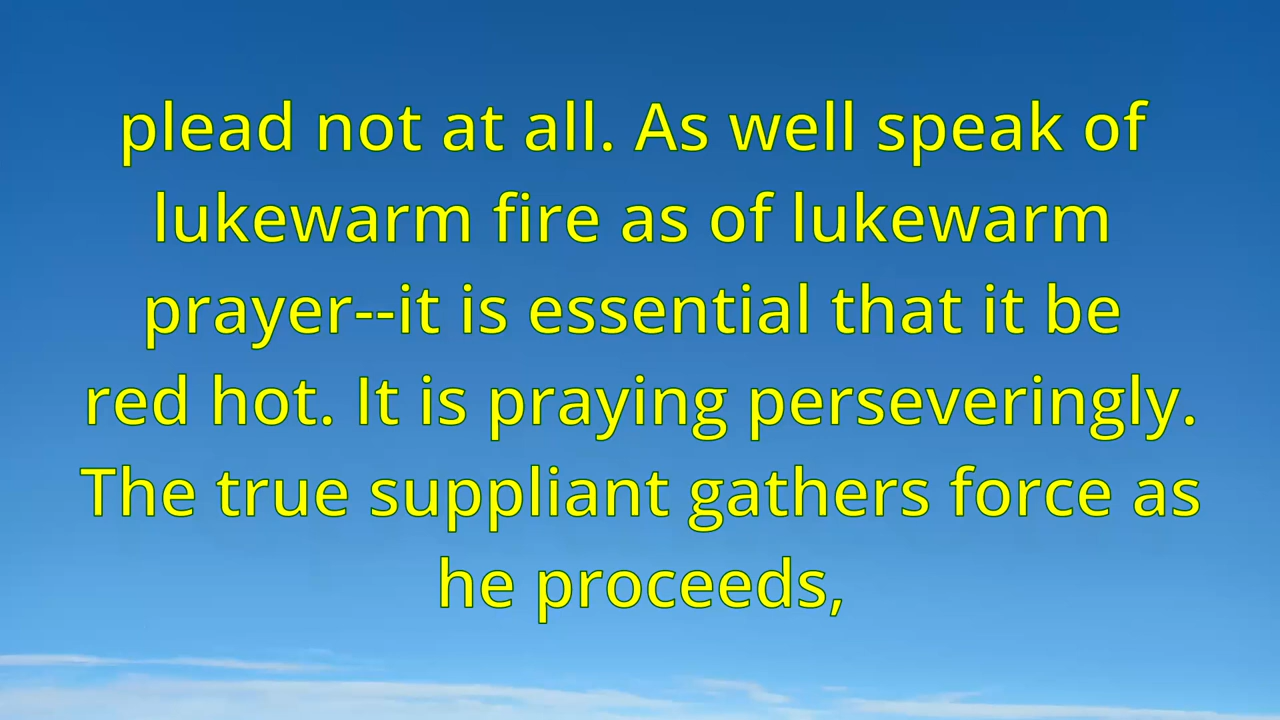 plead not at all. As well speak of
lukewarm fire as of lukewarm
prayer--it is essential that it be
red hot. It is praying perseveringly.
The true suppliant gathers force as
he proceeds,